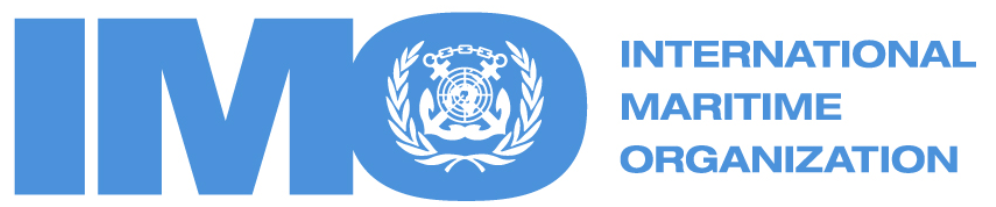 IMO
INTERNATIONAL
MARITIME
ORGANIZATION